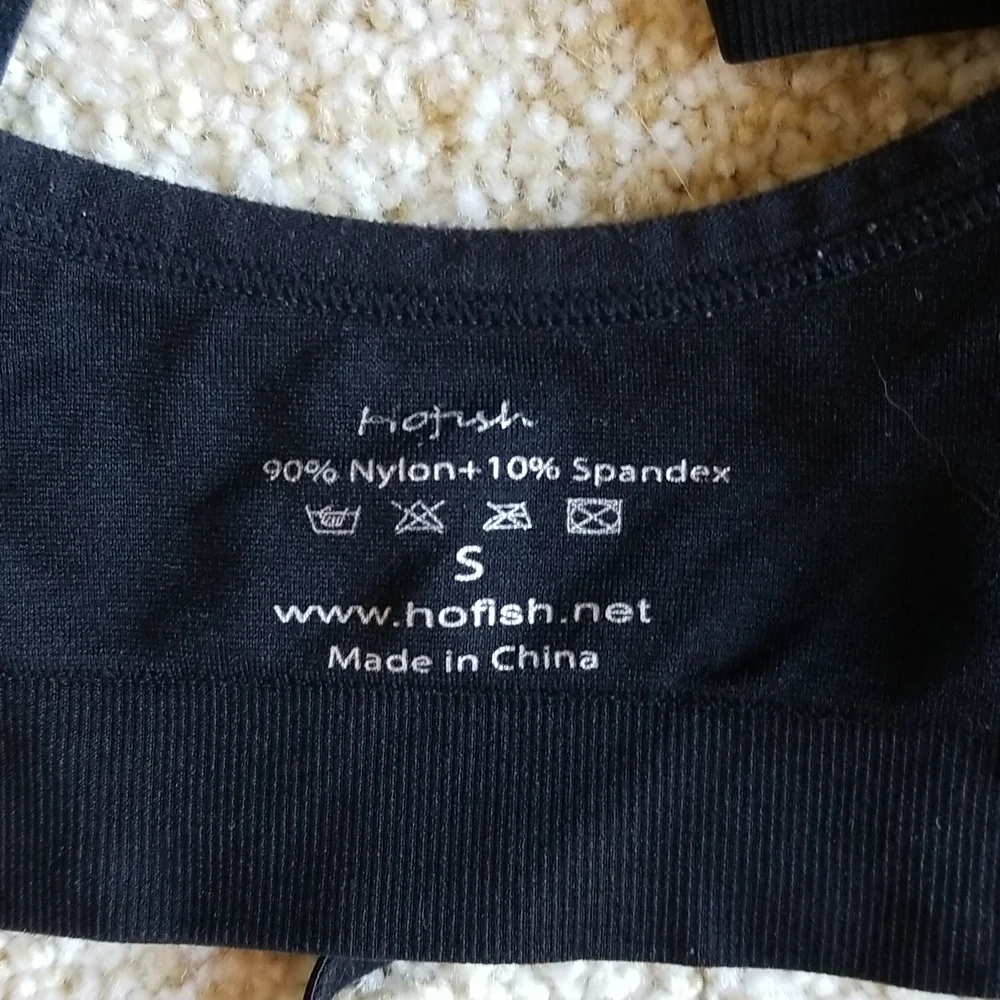 Hofish
90% Nylon+10% Spandex
S
www.hofish.net
Made in China